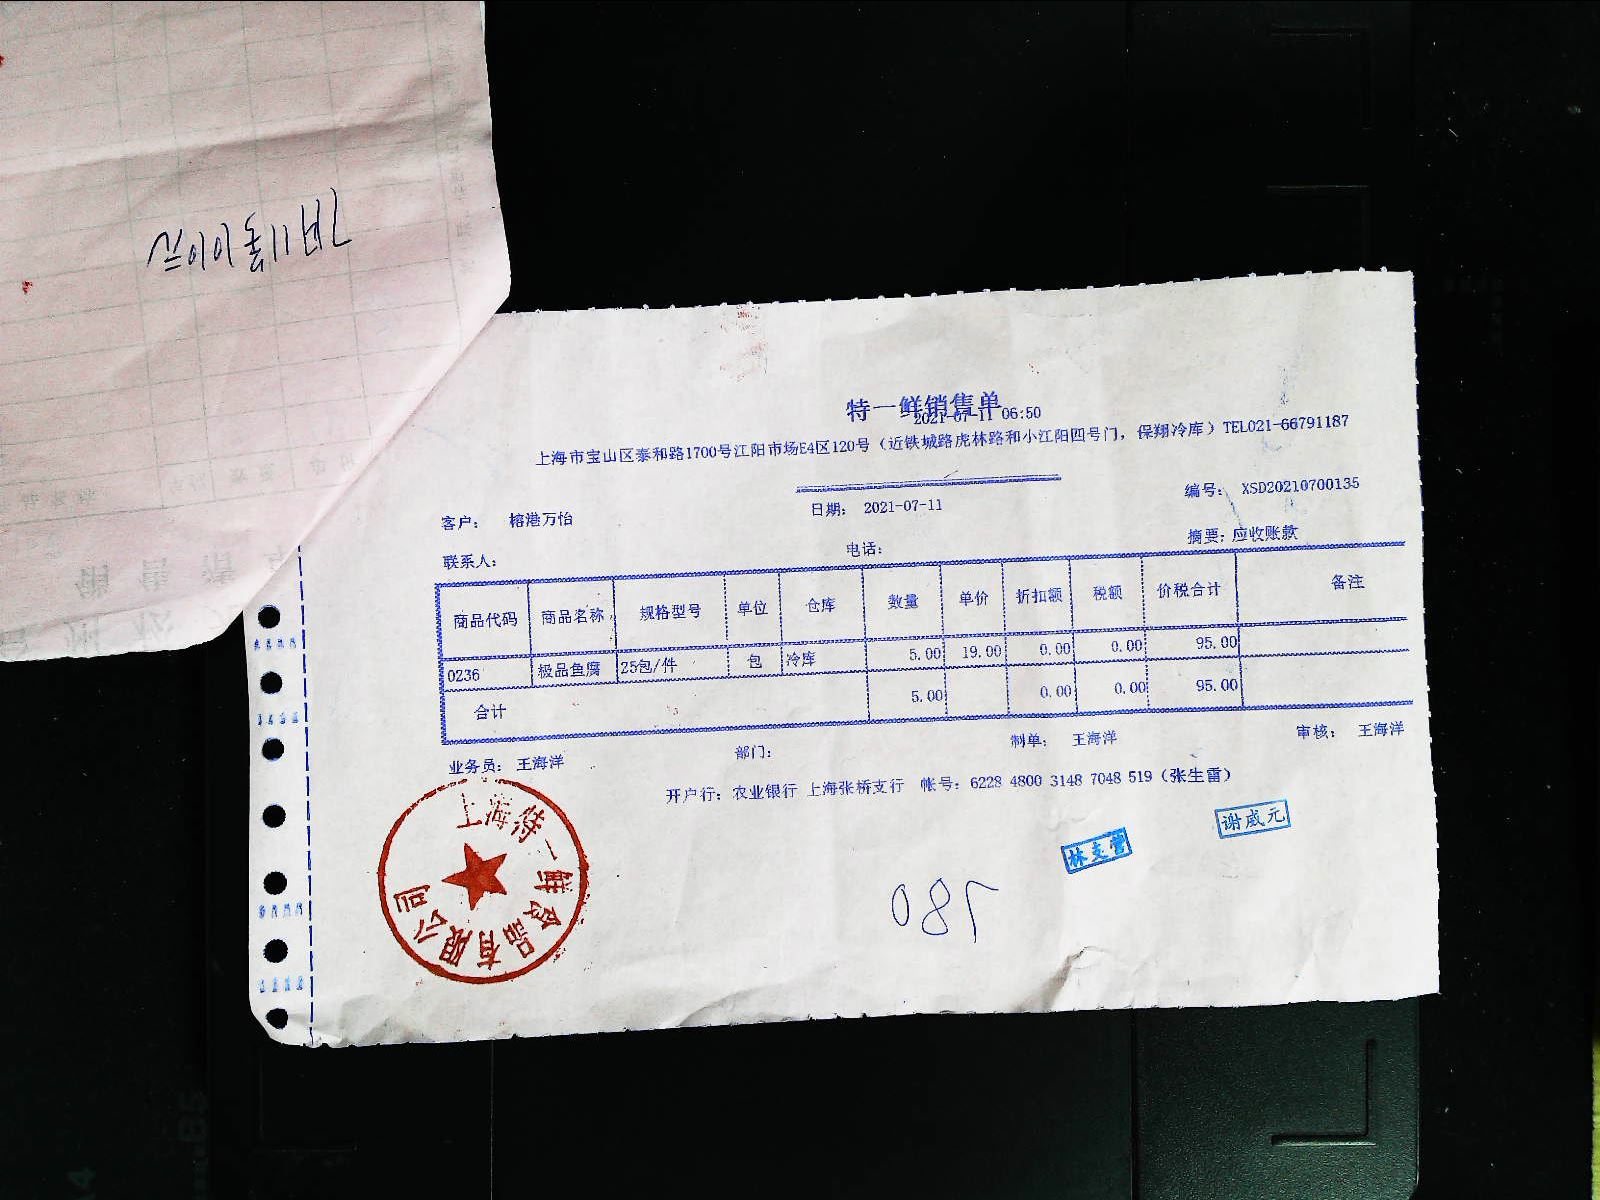 7月11日
特一鲜销售单
2021-07-11 06:50
上海市宝山区泰和路1700号江阳市场E4区120号（近铁城路虎林路和小江阳四号门，保翔冷库）TEL021-66791187
客户： 榕港万怡 日期： 2021-07-11 编号： XSD20210700135
联系人： 电话： 摘要：应收账款
商品代码 商品名称 规格型号 单位 仓库 数量 单价 折扣额 税额 价税合计 备注
0236 极品鱼腐 25包/件 包 冷库 5.00 19.00 0.00 0.00 95.00
合计 5.00 0.00 0.00 95.00
业务员： 王海洋 部门： 制单： 王海洋 审核： 王海洋
开户行：农业银行 上海张桥支行 帐号：6228 4800 3148 7048 519（张生雷）
上海特一鲜食品有限公司
林支营
谢威元